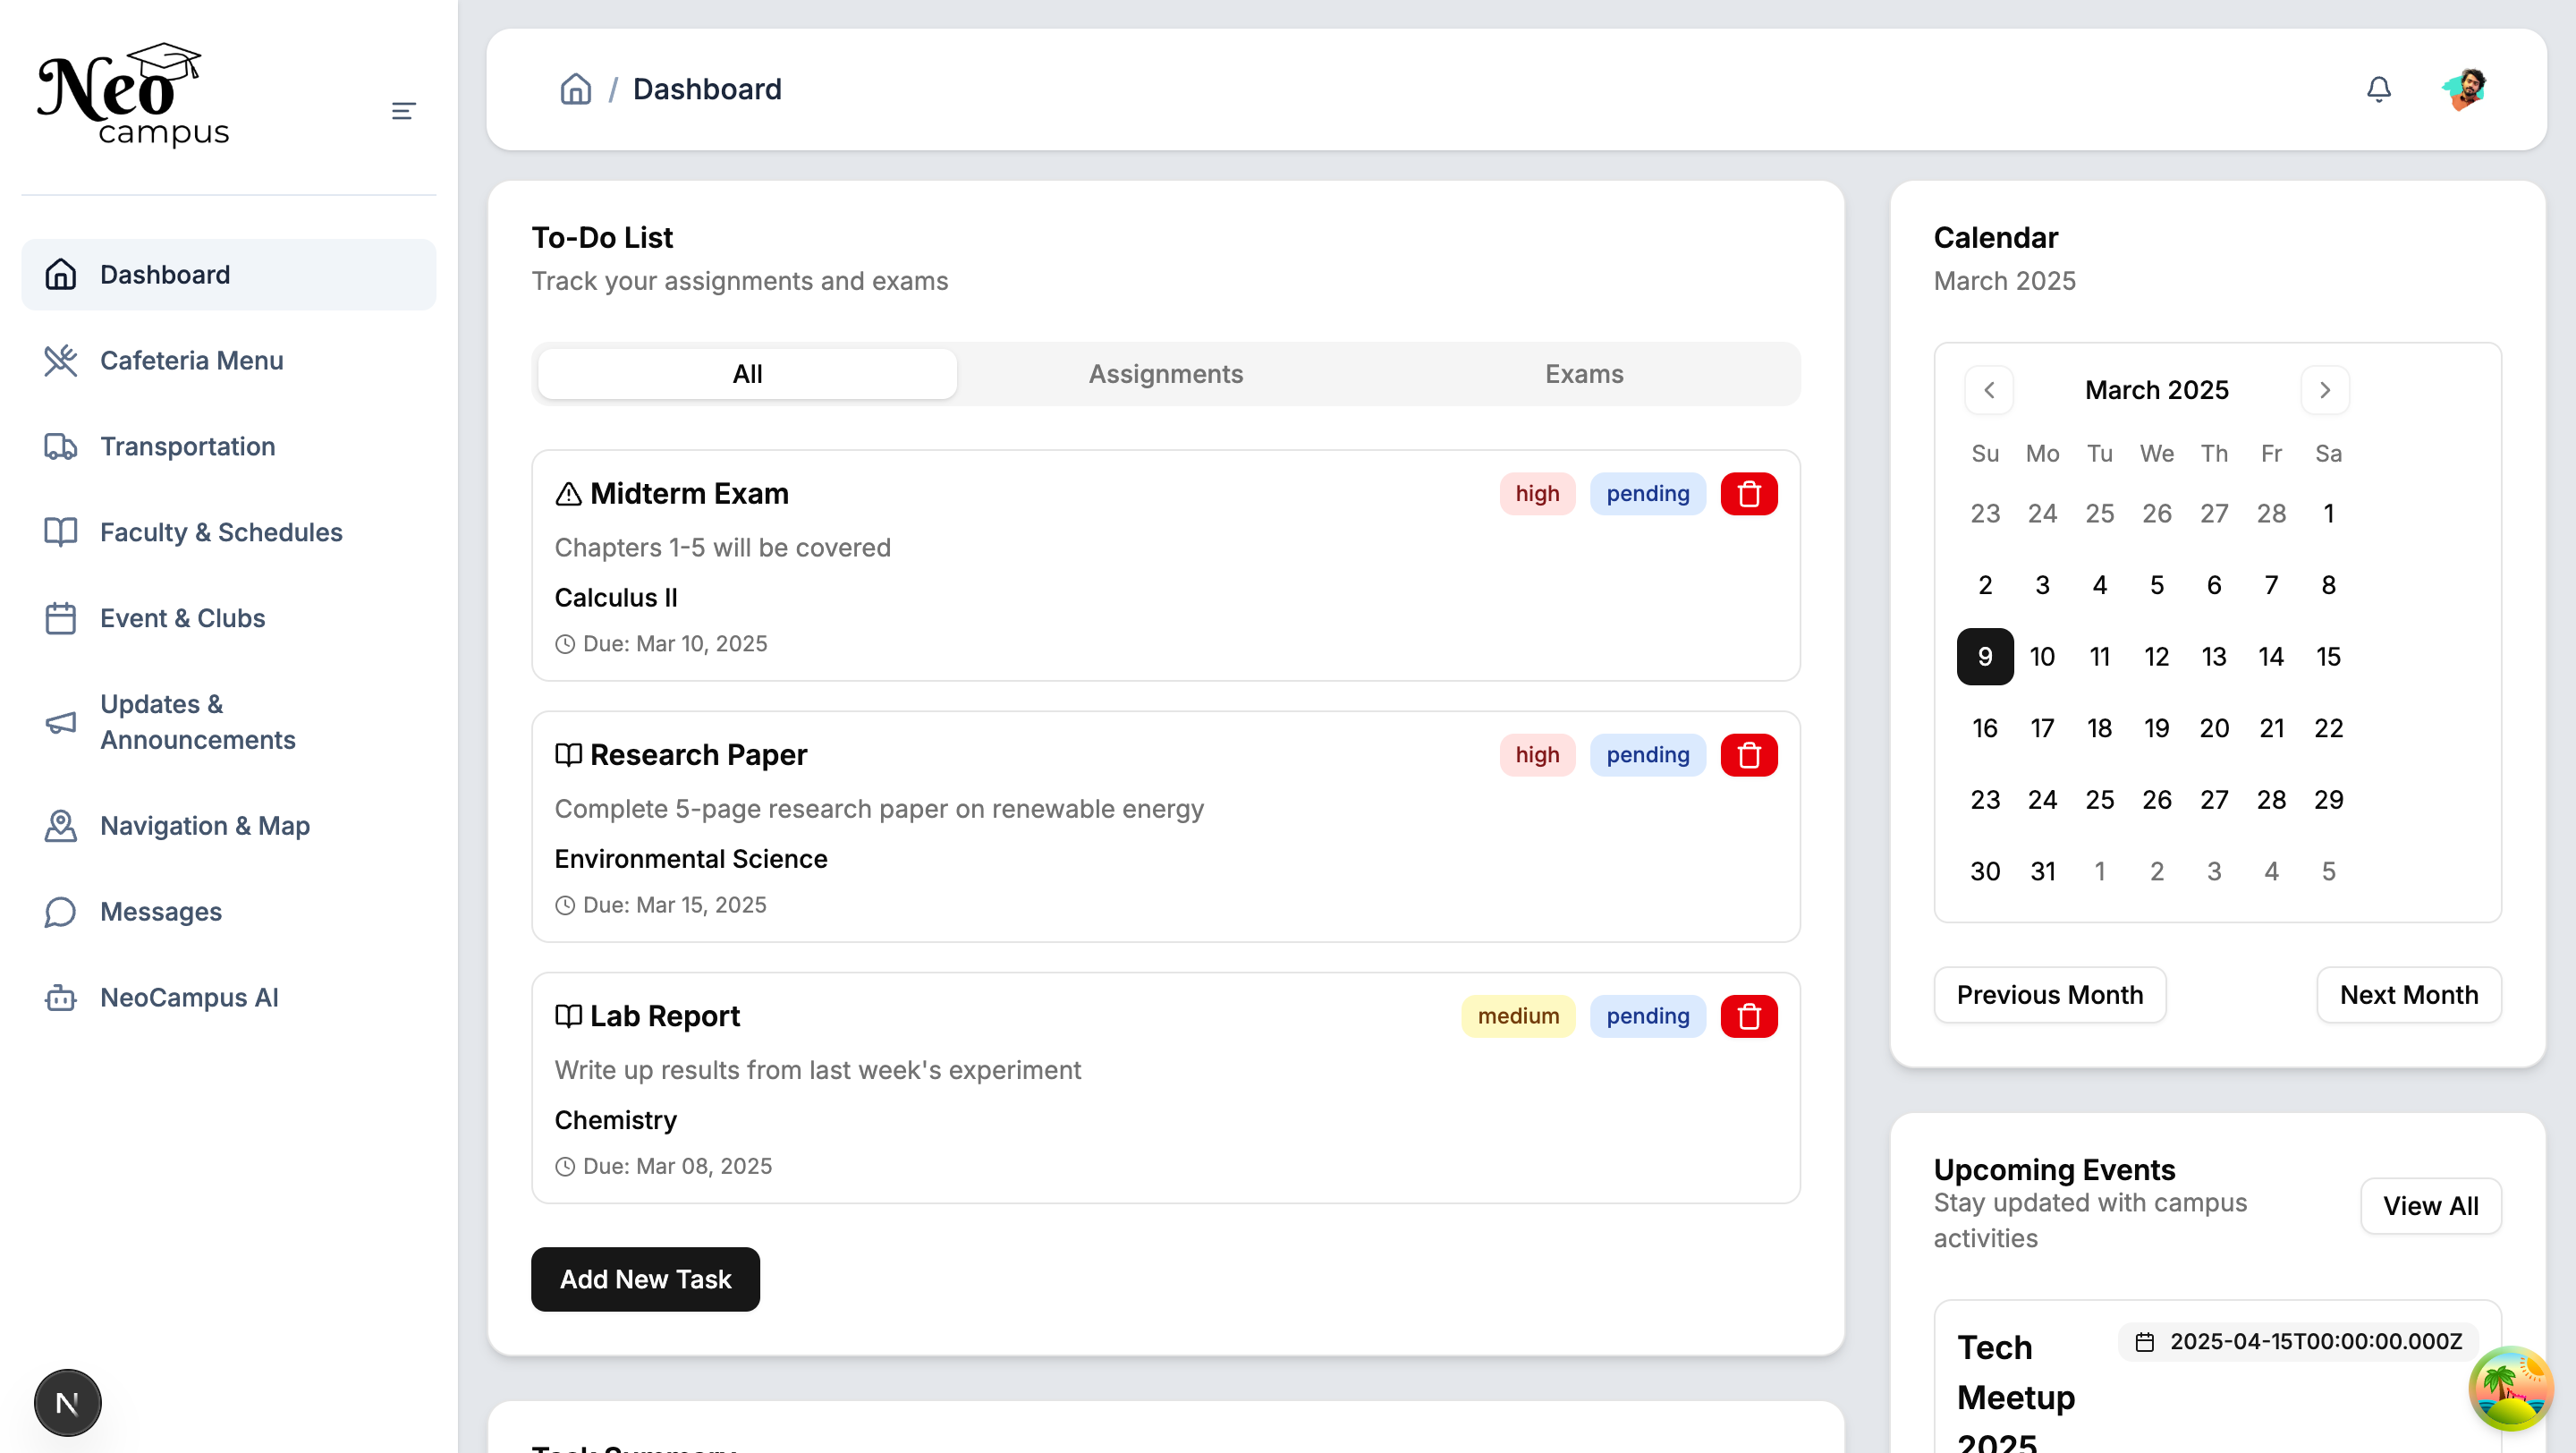 Neo
campus
Dashboard
Cafeteria Menu
Transportation
Faculty & Schedules
Event & Clubs
Updates &
Announcements
Navigation & Map
Messages
NeoCampus AI
N
/ Dashboard
To-Do List
Track your assignments and exams
All Assignments Exams
Midterm Exam high pending
Chapters 1-5 will be covered
Calculus II
Due: Mar 10, 2025
Research Paper high pending
Complete 5-page research paper on renewable energy
Environmental Science
Due: Mar 15, 2025
Lab Report medium pending
Write up results from last week's experiment
Chemistry
Due: Mar 08, 2025
Add New Task
Task Summary
Calendar
March 2025
March 2025
Su Mo Tu We Th Fr Sa
23 24 25 26 27 28 1
2 3 4 5 6 7 8
9 10 11 12 13 14 15
16 17 18 19 20 21 22
23 24 25 26 27 28 29
30 31 1 2 3 4 5
Previous Month Next Month
Upcoming Events
Stay updated with campus
activities
View All
Tech
Meetup
2025
2025-04-15T00:00:00.000Z